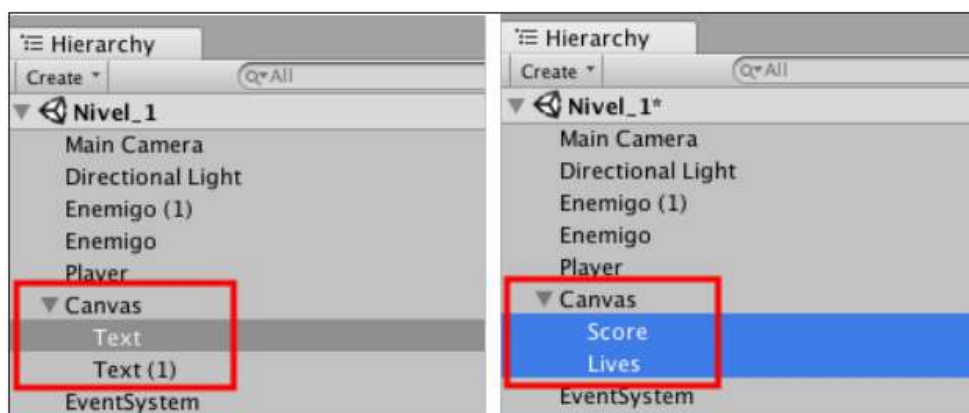 Hierarchy
Create
All
Nivel_1
Main Camera
Directional Light
Enemigo (1)
Enemigo
Player
Canvas
Text
Text (1)
EventSystem
Hierarchy
Create
All
Nivel_1*
Main Camera
Directional Light
Enemigo (1)
Enemigo
Player
Canvas
Score
Lives
EventSystem